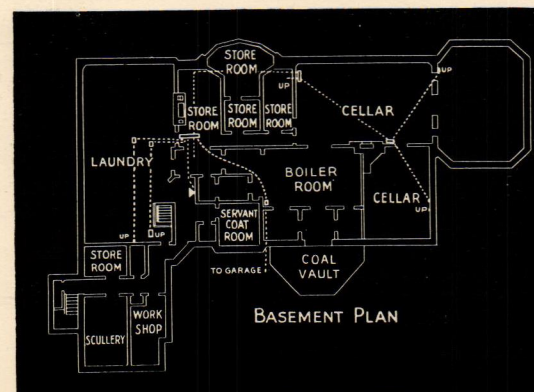 STORE
ROOM
UP
UP
STORE
ROOM
STORE
ROOM
STORE
ROOM
CELLAR
LAUNDRY
BOILER
ROOM
CELLAR
UP
SERVANT
COAT
ROOM
UP
UP
STORE
ROOM
TO GARAGE
COAL
VAULT
WORK
SHOP
SCULLERY
BASEMENT PLAN